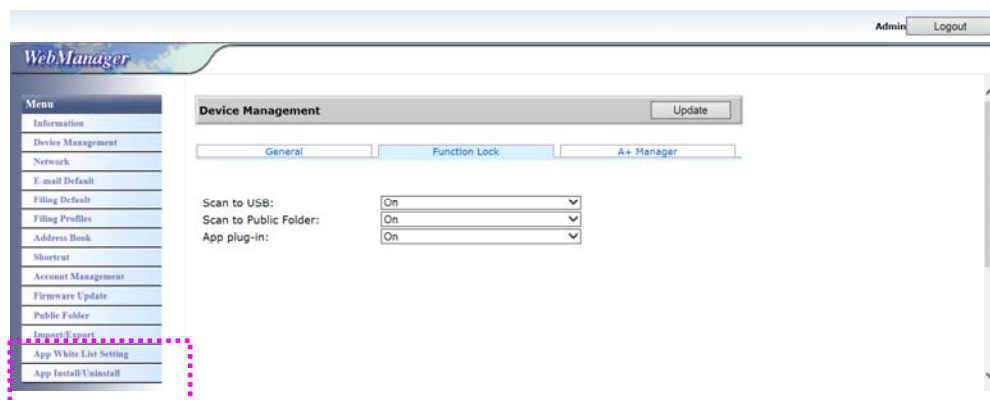 Admin Logout
WebManager
Menu
Information
Device Management
Network
E-mail Default
Filing Default
Filing Profiles
Address Book
Shortcut
Account Management
Firmware Update
Public Folder
Import/Export
App White List Setting
App Install/Uninstall
Device Management Update
General Function Lock A+ Manager
Scan to USB: On
Scan to Public Folder: On
App plug-in: On